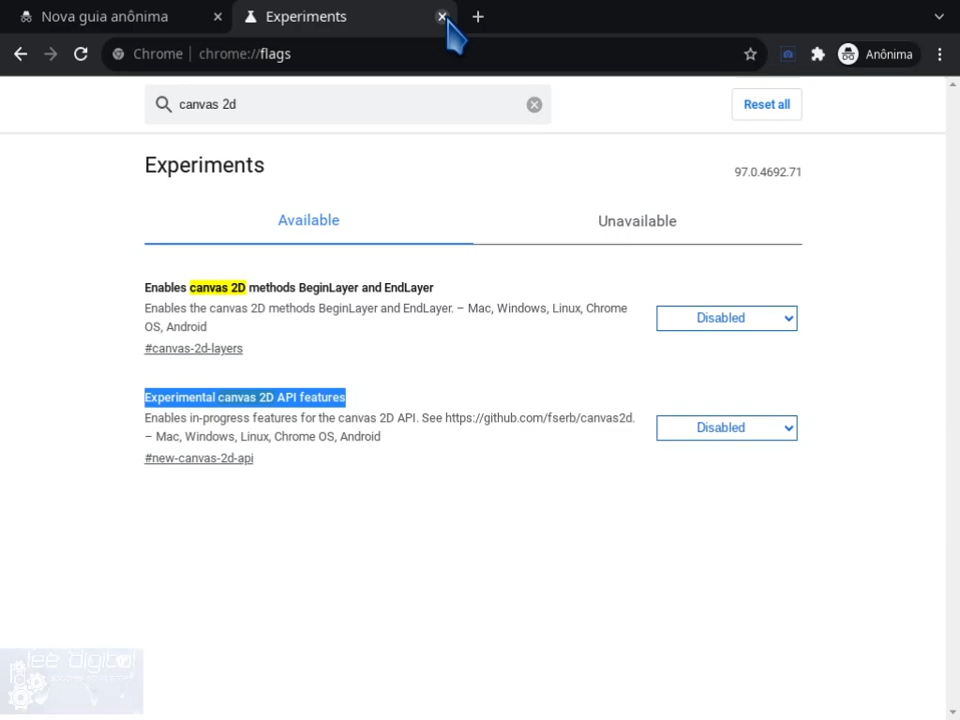 Nova guia anônima
Experiments
Chrome
chrome://flags
Anônima
canvas 2d
Reset all
Experiments
97.0.4692.71
Available
Unavailable
Enables canvas 2D methods BeginLayer and EndLayer
Enables the canvas 2D methods BeginLayer and EndLayer. – Mac, Windows, Linux, Chrome
OS, Android
#canvas-2d-layers
Disabled
Experimental canvas 2D API features
Enables in-progress features for the canvas 2D API. See https://github.com/fserb/canvas2d.
– Mac, Windows, Linux, Chrome OS, Android
#new-canvas-2d-api
Disabled
lee digital